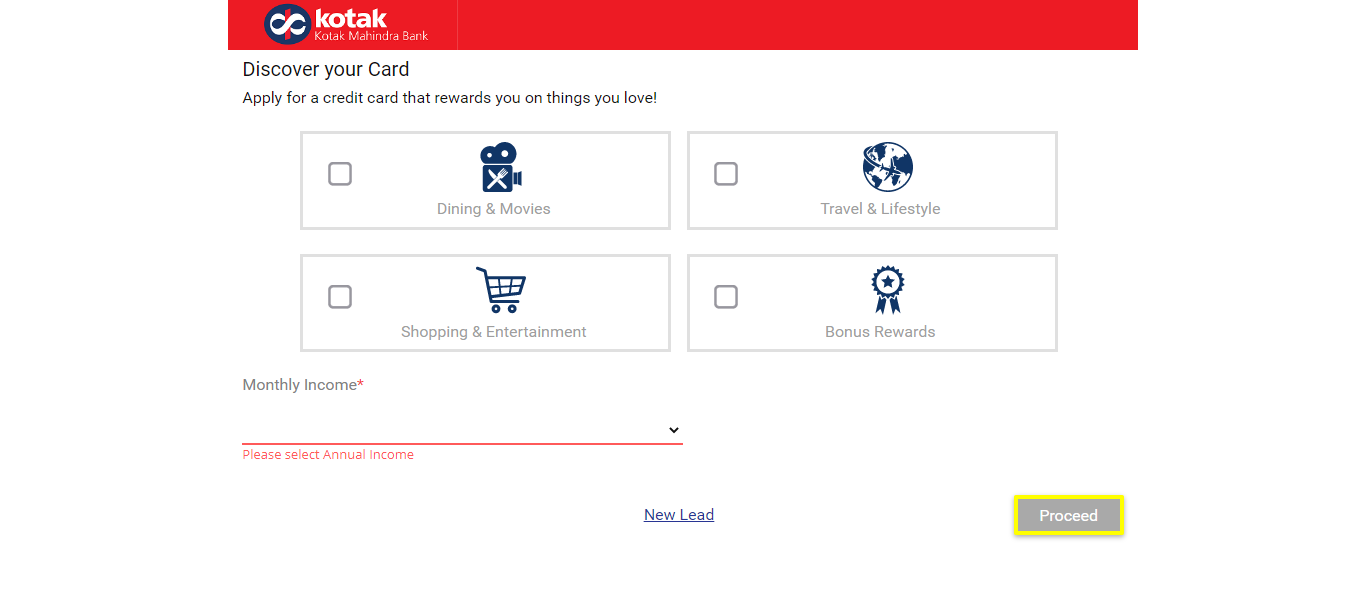 kotak
Kotak Mahindra Bank
Discover your Card
Apply for a credit card that rewards you on things you love!
Dining & Movies
Travel & Lifestyle
Shopping & Entertainment
Bonus Rewards
Monthly Income*
Please select Annual Income
New Lead
Proceed